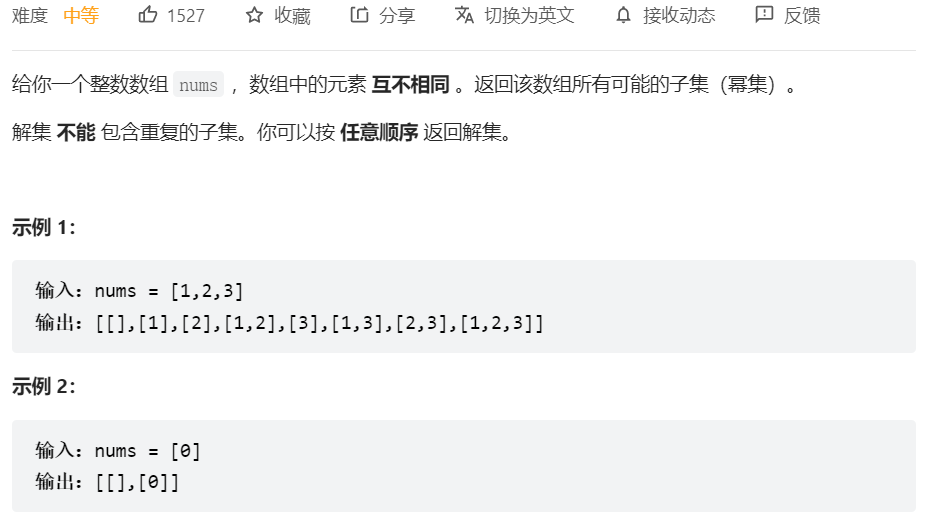 难度 中等 1527 收藏 分享 切换为英文 接收动态 反馈
给你一个整数数组 nums ，数组中的元素 互不相同 。返回该数组所有可能的子集（幂集）。
解集 不能 包含重复的子集。你可以按 任意顺序 返回解集。
示例 1：
输入：nums = [1,2,3]
输出：[[],[1],[2],[1,2],[3],[1,3],[2,3],[1,2,3]]
示例 2：
输入：nums = [0]
输出：[[],[0]]